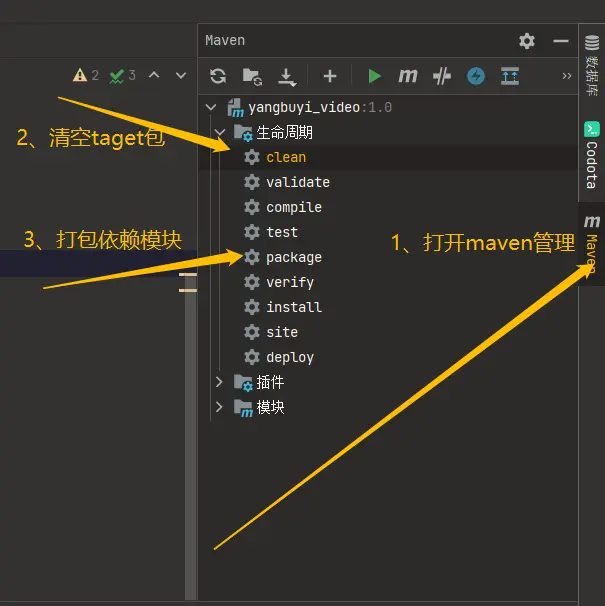 Maven
2
3
yangbuyi_video:1.0
生命周期
2、清空taget包
clean
validate
compile
test
3、打包依赖模块
1、打开maven管理
package
verify
install
site
deploy
插件
模块
数据库
Codota
Maven